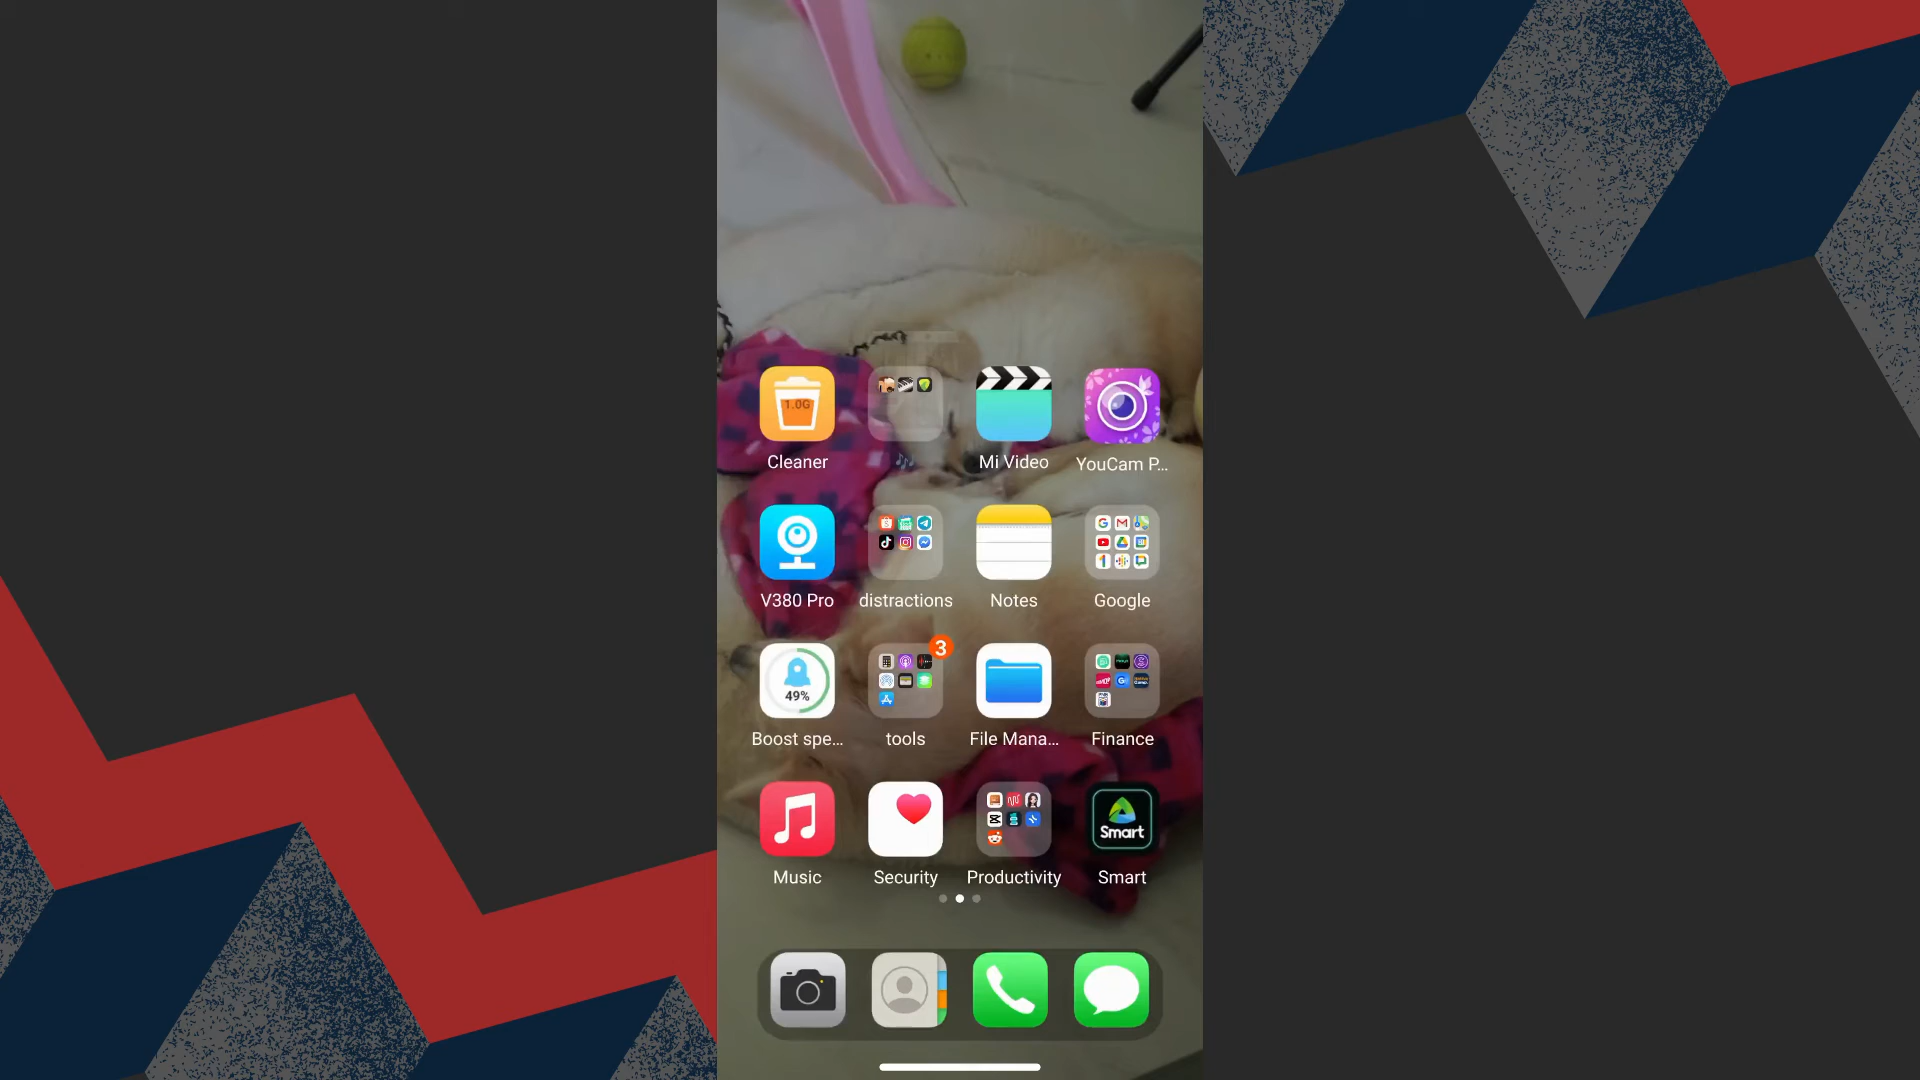 1.0G
Cleaner
🎶
Mi Video
YouCam P...
V380 Pro
distractions
Notes
Google
3
49%
Boost spe...
tools
File Mana...
Finance
Smart
Music
Security
Productivity
Smart